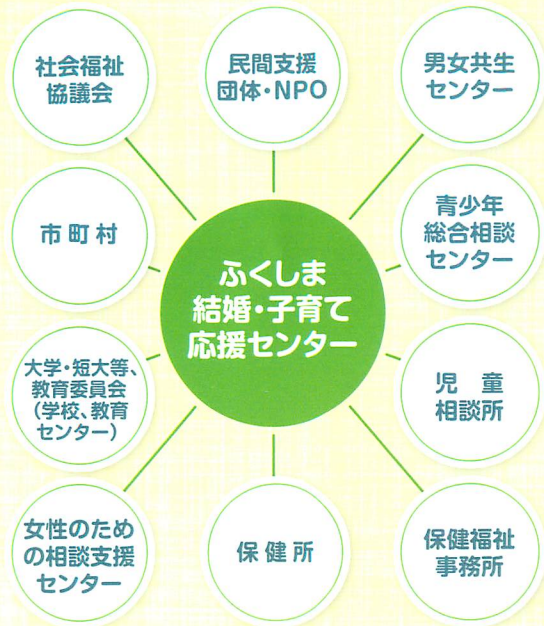 社会福祉
協議会
民間支援
団体・NPO
男女共生
センター
市町村
青少年
総合相談
センター
ふくしま
結婚・子育て
応援センター
大学・短大等、
教育委員会
(学校、教育
センター)
児童
相談所
女性のため
の相談支援
センター
保健所
保健福祉
事務所